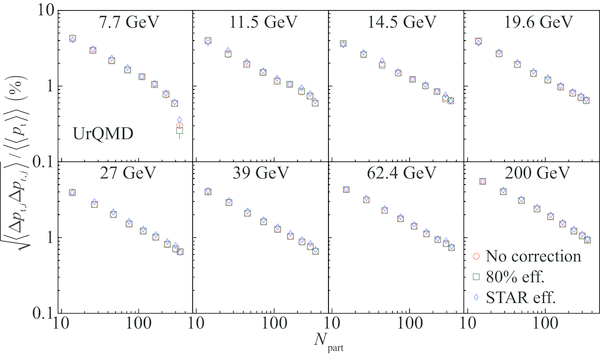 7.7 GeV 11.5 GeV 14.5 GeV 19.6 GeV
10
1
0.1
UrQMD
27 GeV 39 GeV 62.4 GeV 200 GeV
1
0.1
No correction
80% eff.
STAR eff.
10 100 10 100 10 100 10 100
N_part
√⟨Δp_{t,i}Δp_{t,j}⟩/⟨⟨p_t⟩⟩ (%)